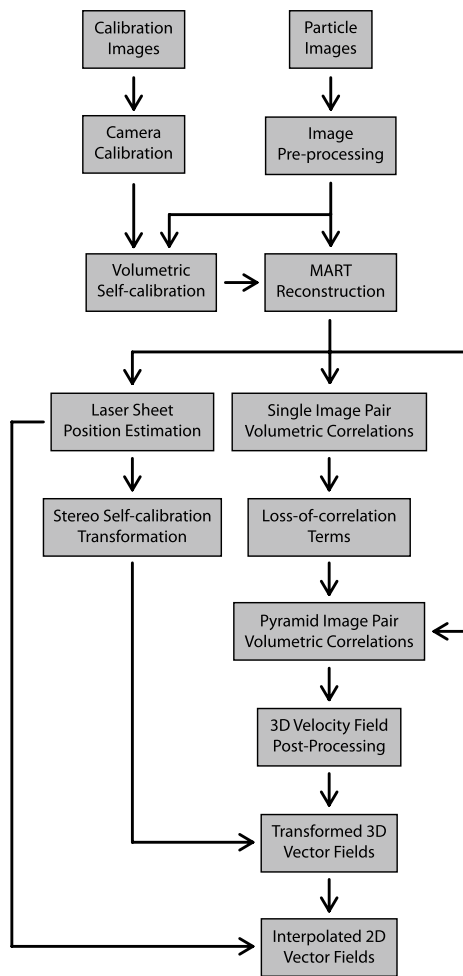 Calibration
Images
Particle
Images
Camera
Calibration
Image
Pre-processing
Volumetric
Self-calibration
MART
Reconstruction
Laser Sheet
Position Estimation
Single Image Pair
Volumetric Correlations
Stereo Self-calibration
Transformation
Loss-of-correlation
Terms
Pyramid Image Pair
Volumetric Correlations
3D Velocity Field
Post-Processing
Transformed 3D
Vector Fields
Interpolated 2D
Vector Fields